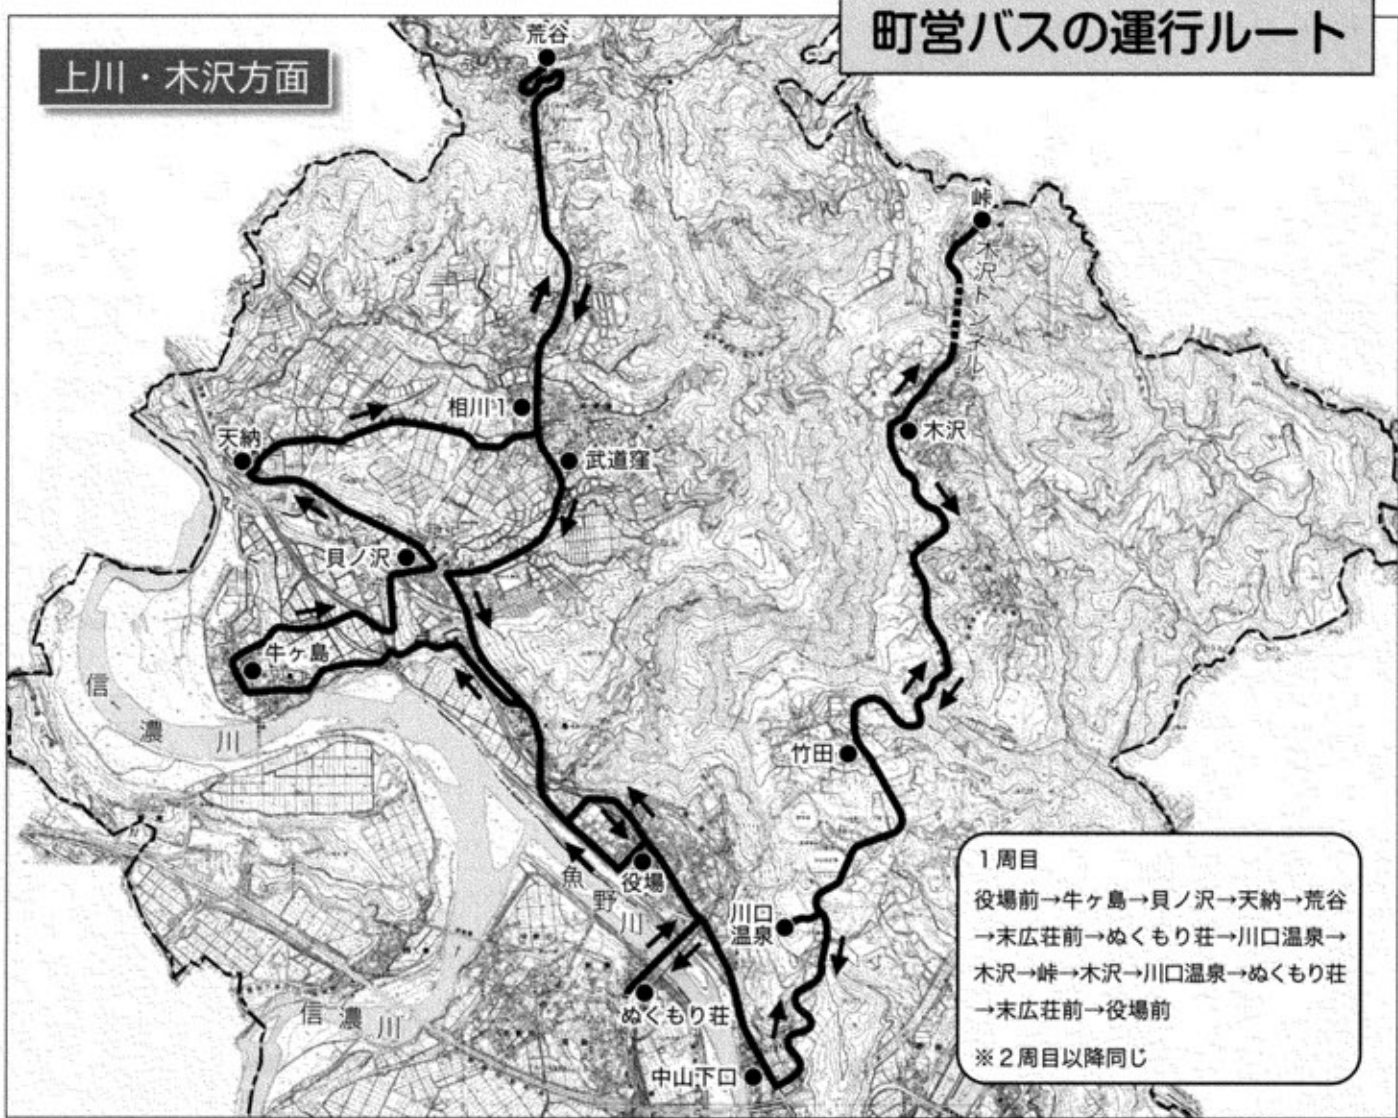 町営バスの運行ルート
上川・木沢方面
荒谷
峠
木沢トンネル
相川1
天納
武道窪
木沢
貝ノ沢
牛ヶ島
信濃川
竹田
役場
魚野川
川口
温泉
ぬくもり荘
信濃川
中山下口
1周目
役場前→牛ヶ島→貝ノ沢→天納→荒谷
→末広荘前→ぬくもり荘→川口温泉→
木沢→峠→木沢→川口温泉→ぬくもり荘
→末広荘前→役場前
※2周目以降同じ